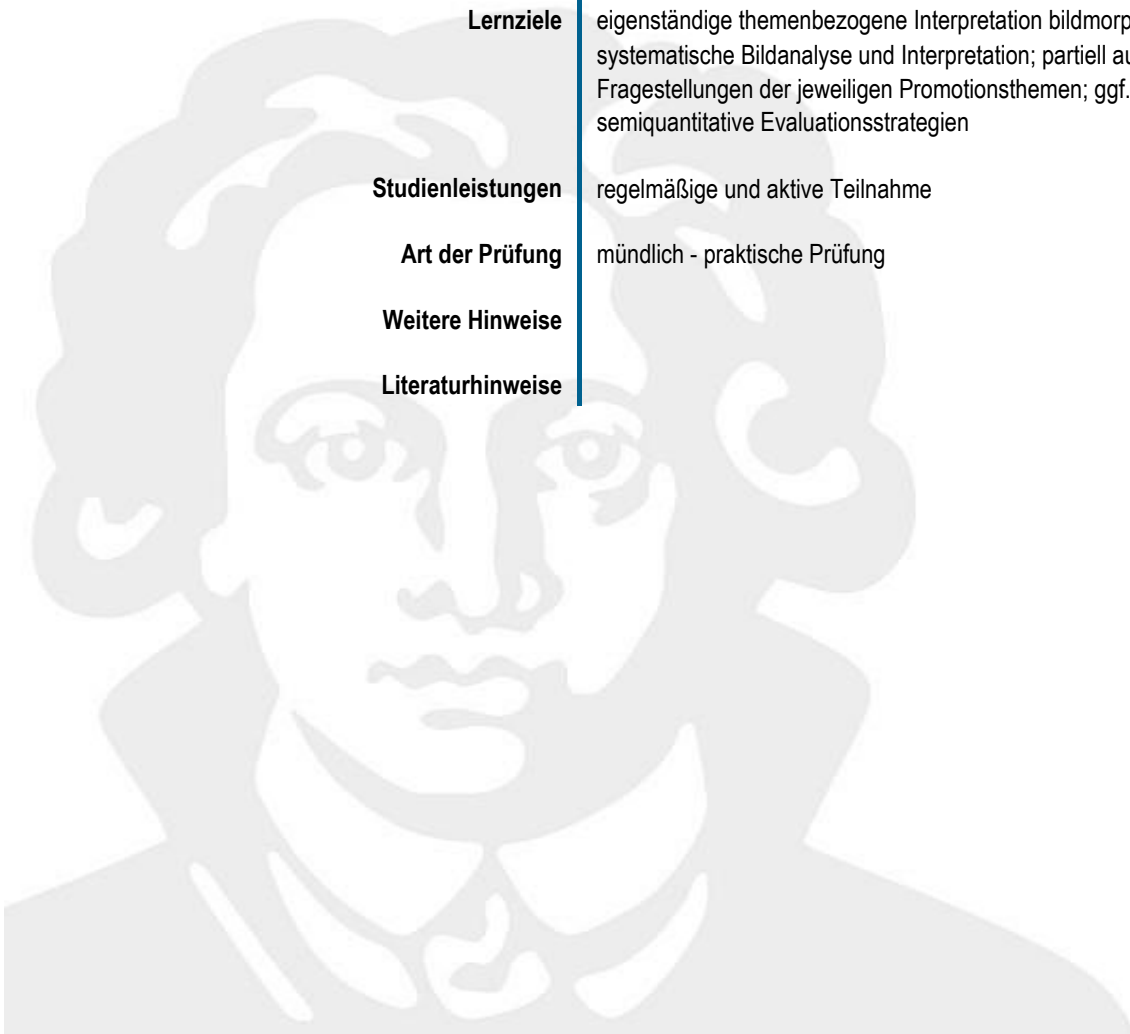 Lernziele eigenständige themenbezogene Interpretation
systematische Bildanalyse und Interpretation; partiell
Fragestellungen der jeweiligen Promotionsthemen; ggf.
semiquantitative Evaluationsstrategien
Studienleistungen regelmäßige und aktive Teilnahme
Art der Prüfung mündlich - praktische Prüfung
Weitere Hinweise
Literaturhinweise